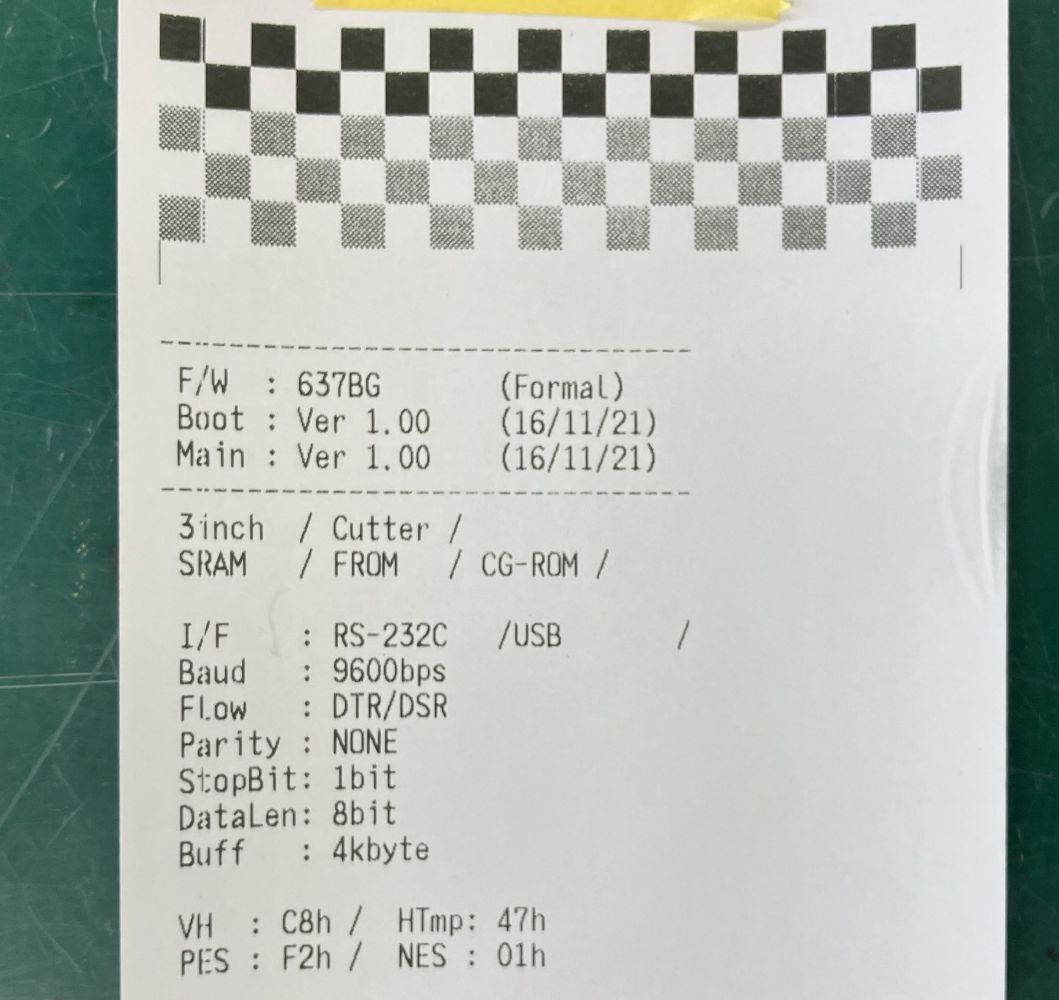 F/W : 637BG (Formal)
Boot : Ver 1.00 (16/11/21)
Main : Ver 1.00 (16/11/21)
3inch / Cutter /
SRAM / FROM / CG-ROM /
I/F : RS-232C /USB /
Baud : 9600bps
Flow : DTR/DSR
Parity : NONE
StopBit: 1bit
DataLen: 8bit
Buff : 4kbyte
VH : C8h / HTmp: 47h
PES : F2h / NES : 01h